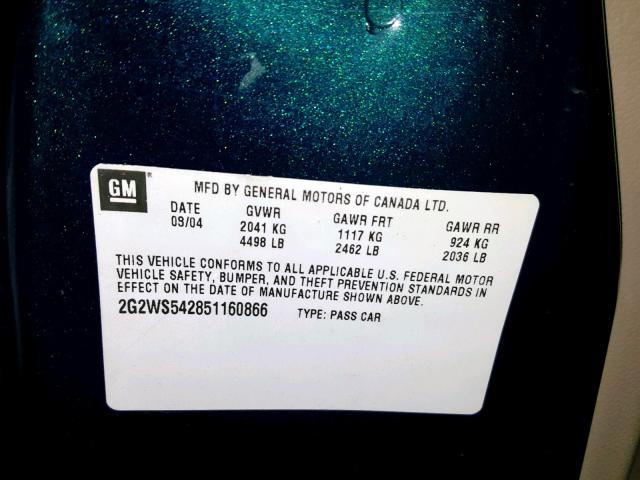 GM ® MFD BY GENERAL MOTORS OF CANADA LTD.
DATE GVWR GAWR FRT GAWR RR
09/04 2041 KG 1117 KG 924 KG
4498 LB 2462 LB 2036 LB
THIS VEHICLE CONFORMS TO ALL APPLICABLE U.S. FEDERAL MOTOR
VEHICLE SAFETY, BUMPER, AND THEFT PREVENTION STANDARDS IN
EFFECT ON THE DATE OF MANUFACTURE SHOWN ABOVE.
2G2WS542851160866 TYPE: PASS CAR